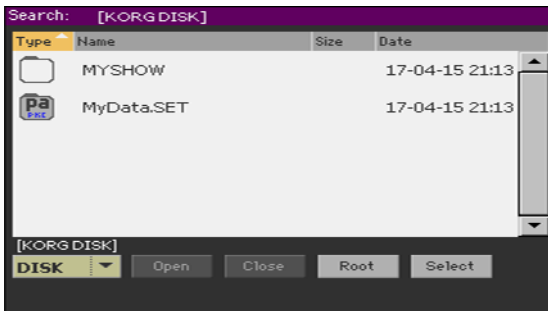 Search: [KORG DISK]
Type Name Size Date
MYSHOW 17-04-15 21:13
pa PKG MyData.SET 17-04-15 21:13
[KORG DISK]
DISK Open Close Root Select